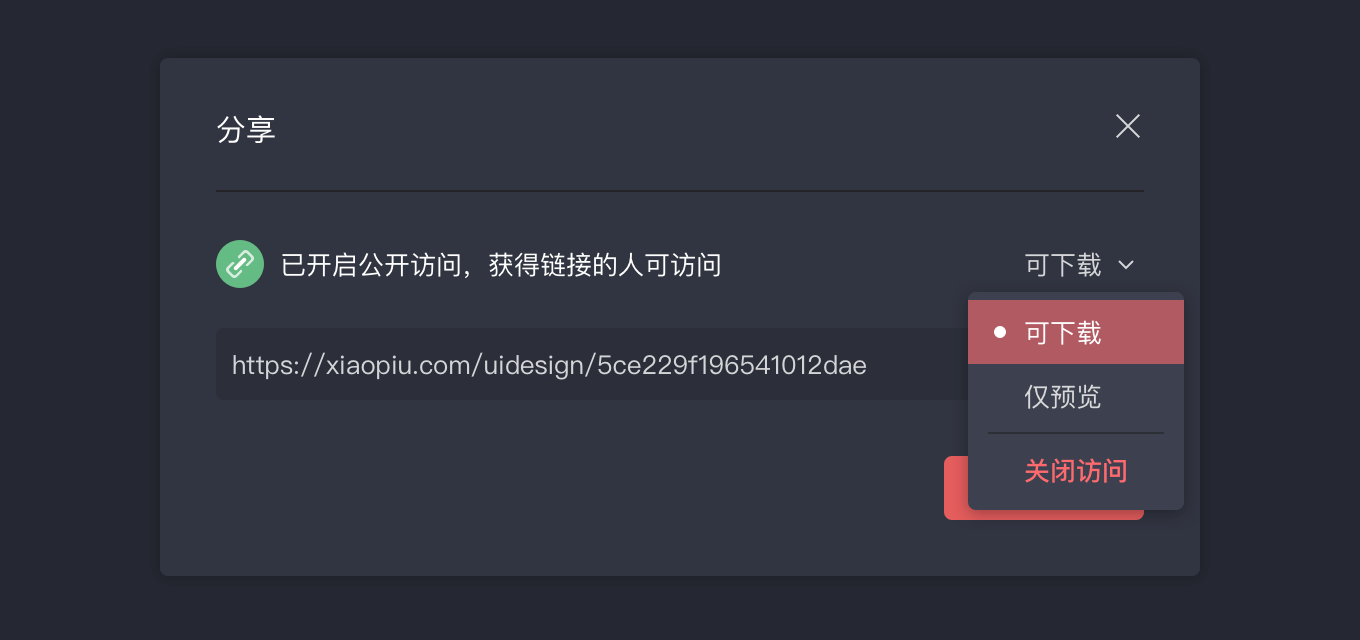 分享
已开启公开访问，获得链接的人可访问
可下载
https://xiaopiu.com/uidesign/5ce229f196541012dae
可下载
仅预览
关闭访问